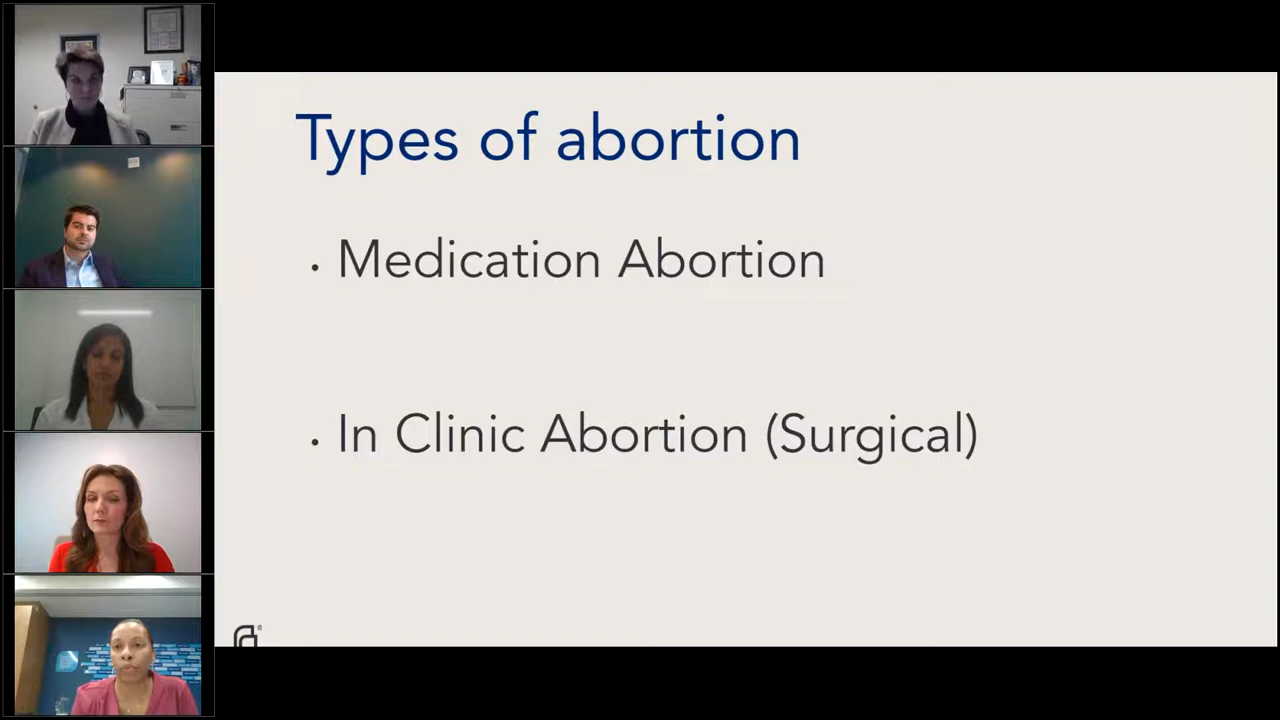 Types of abortion
• Medication Abortion
• In Clinic Abortion (Surgical)